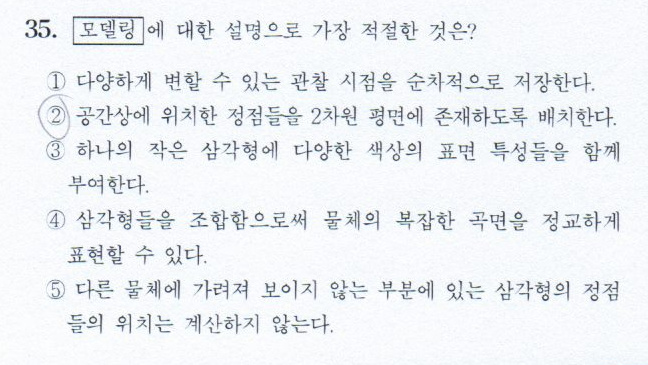 35. 모델링에 대한 설명으로 가장 적절한 것은?
① 다양하게 변할 수 있는 관찰 시점을 순차적으로 저장한다.
② 공간상에 위치한 정점들을 2차원 평면에 존재하도록 배치한다.
③ 하나의 작은 삼각형에 다양한 색상의 표면 특성들을 함께
부여한다.
④ 삼각형들을 조합함으로써 물체의 복잡한 곡면을 정교하게
표현할 수 있다.
⑤ 다른 물체에 가려져 보이지 않는 부분에 있는 삼각형의 정점
들의 위치는 계산하지 않는다.